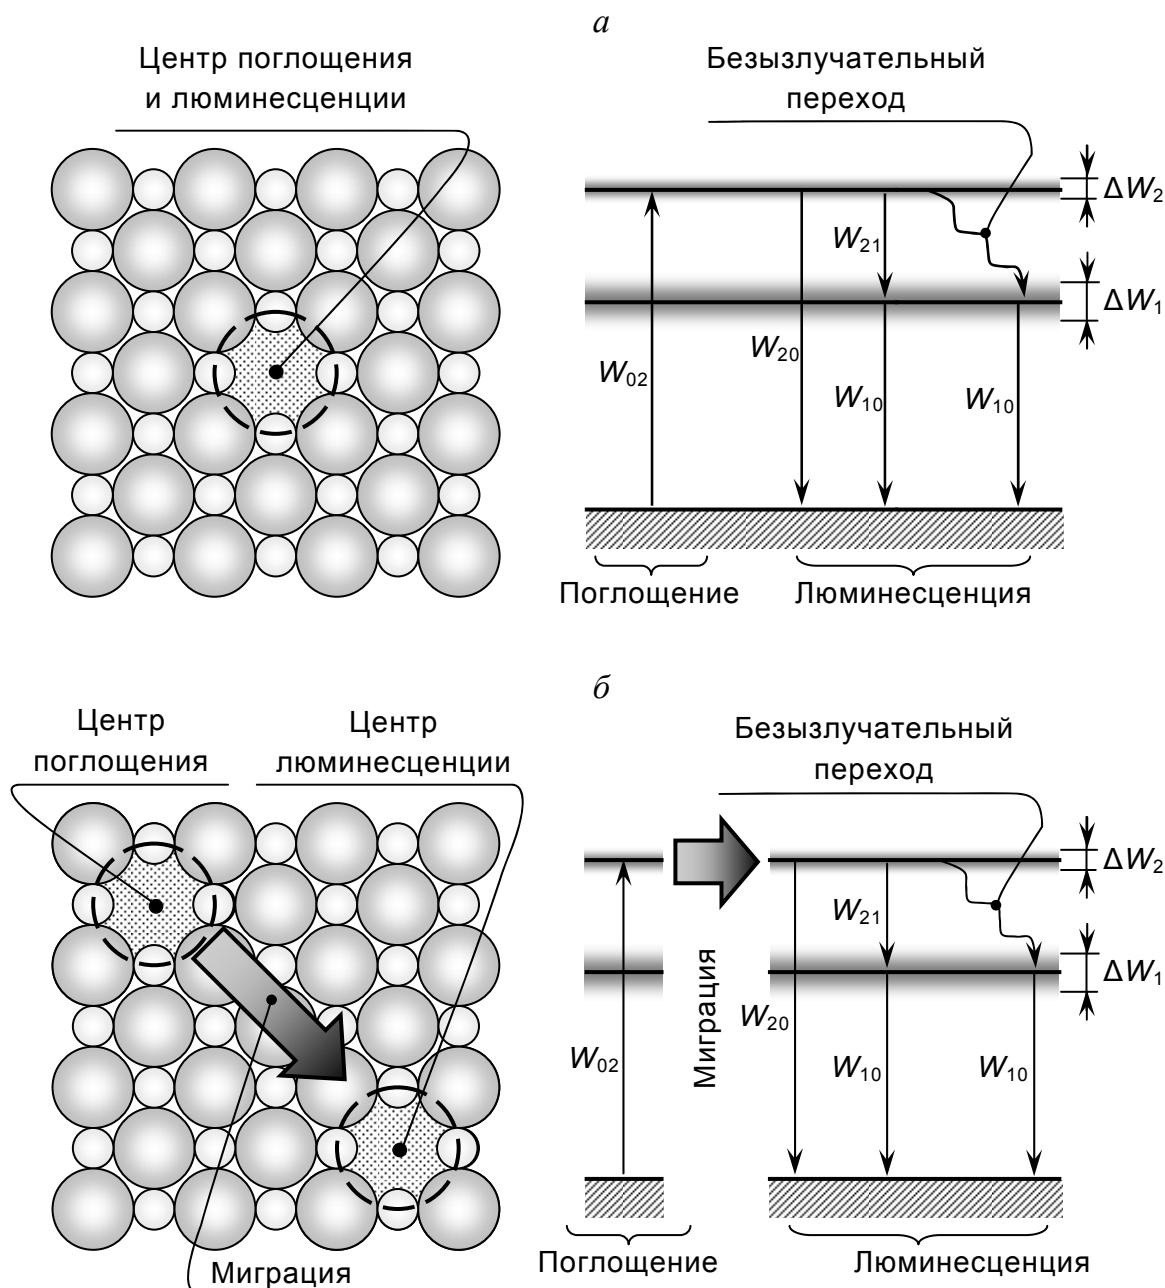 а
Центр поглощения
и люминесценции
Безызлучательный
переход
ΔW2
W21
ΔW1
W20
W02
W10
W10
Поглощение
Люминесценция
б
Центр
поглощения
Центр
люминесценции
Безызлучательный
переход
ΔW2
W21
ΔW1
Миграция
W20
W02
W10
W10
Поглощение
Люминесценция
Миграция